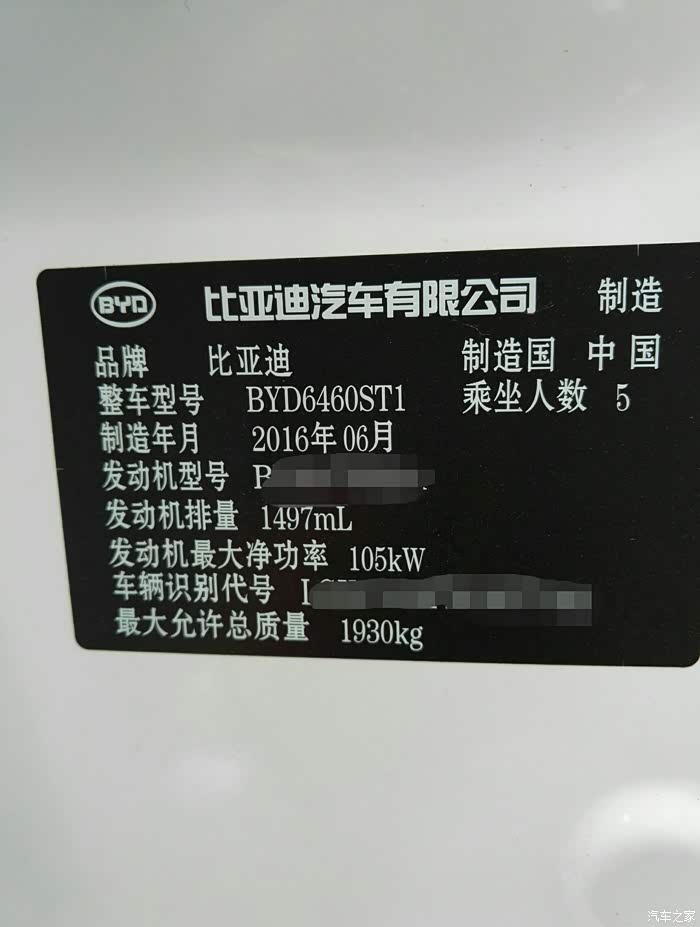 BYD 比亚迪汽车有限公司 制造
品牌 比亚迪 制造国 中国
整车型号 BYD6460ST1 乘坐人数 5
制造年月 2016年06月
发动机型号 B
发动机排量 1497mL
发动机最大净功率 105kW
车辆识别代号 L
最大允许总质量 1930kg
汽车之家